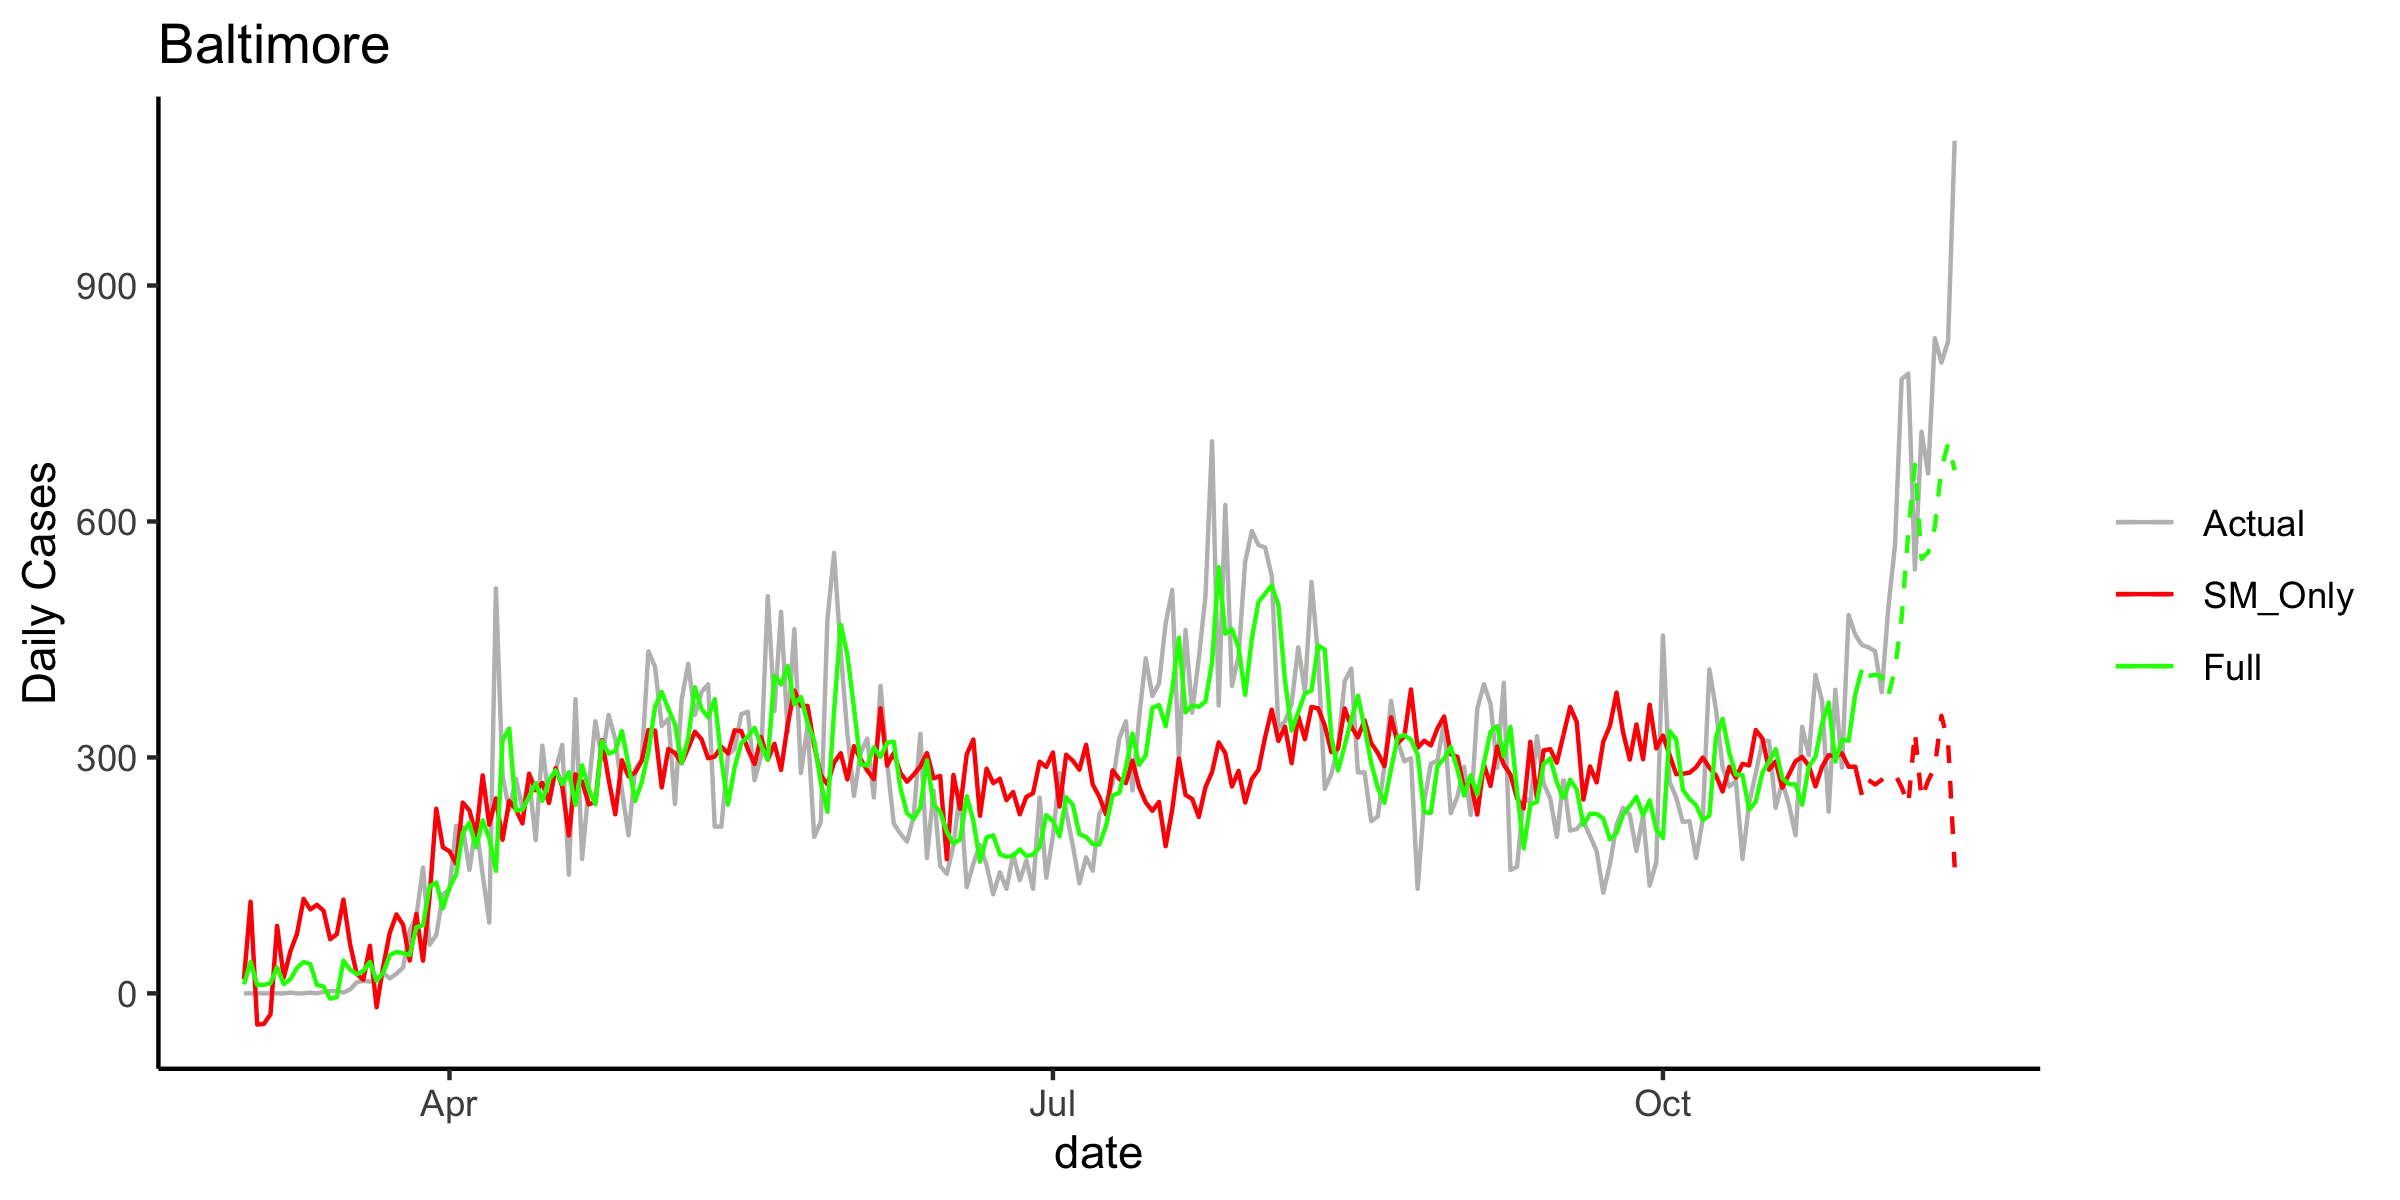 Baltimore
Daily Cases
900
600
300
0
Apr
Jul
Oct
date
Actual
SM_Only
Full